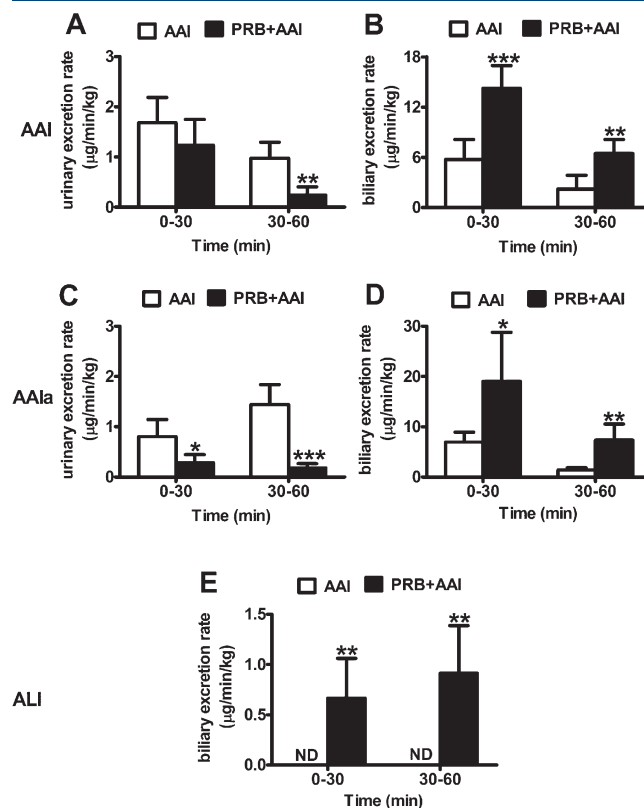 A
AAI PRB+AAI
3
2
1
0
urinary excretion rate
(μg/min/kg)
**
0-30 30-60
Time (min)
AAI
B
AAI PRB+AAI
18
12
6
0
biliary excretion rate
(μg/min/kg)
***
**
0-30 30-60
Time (min)
C
AAI PRB+AAI
3
2
1
0
urinary excretion rate
(μg/min/kg)
*
***
0-30 30-60
Time (min)
AAIa
D
AAI PRB+AAI
30
20
10
0
biliary excretion rate
(μg/min/kg)
*
**
0-30 30-60
Time (min)
E
AAI PRB+AAI
1.5
1.0
0.5
0.0
biliary excretion rate
(μg/min/kg)
**
**
ND ND
0-30 30-60
Time (min)
ALI